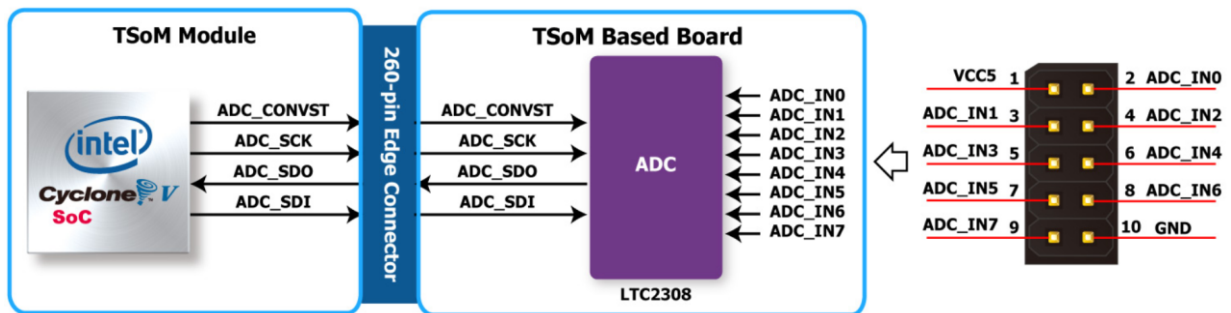 TSoM Module
intel
Cyclone V
SoC
ADC_CONVST
ADC_SCK
ADC_SDO
ADC_SDI
260-pin Edge Connector
TSoM Based Board
ADC_CONVST
ADC_SCK
ADC_SDO
ADC_SDI
ADC
LTC2308
ADC_IN0
ADC_IN1
ADC_IN2
ADC_IN3
ADC_IN4
ADC_IN5
ADC_IN6
ADC_IN7
VCC5 1 2 ADC_IN0
ADC_IN1 3 4 ADC_IN2
ADC_IN3 5 6 ADC_IN4
ADC_IN5 7 8 ADC_IN6
ADC_IN7 9 10 GND